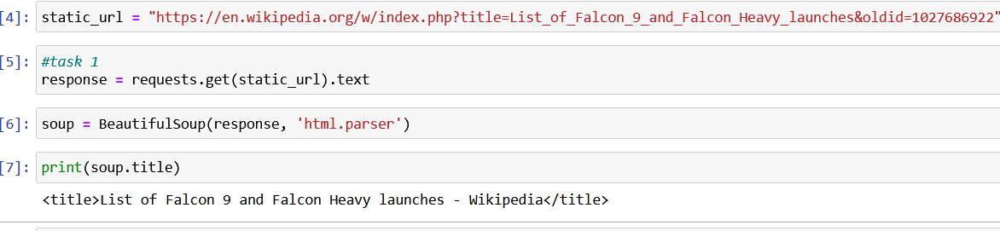 [4]: static_url = "https://en.wikipedia.org/w/index.php?title=List_of_Falcon_9_and_Falcon_Heavy_launches&oldid=1027686922"
[5]: #task 1
response = requests.get(static_url).text
[6]: soup = BeautifulSoup(response, 'html.parser')
[7]: print(soup.title)
<title>List of Falcon 9 and Falcon Heavy launches - Wikipedia</title>